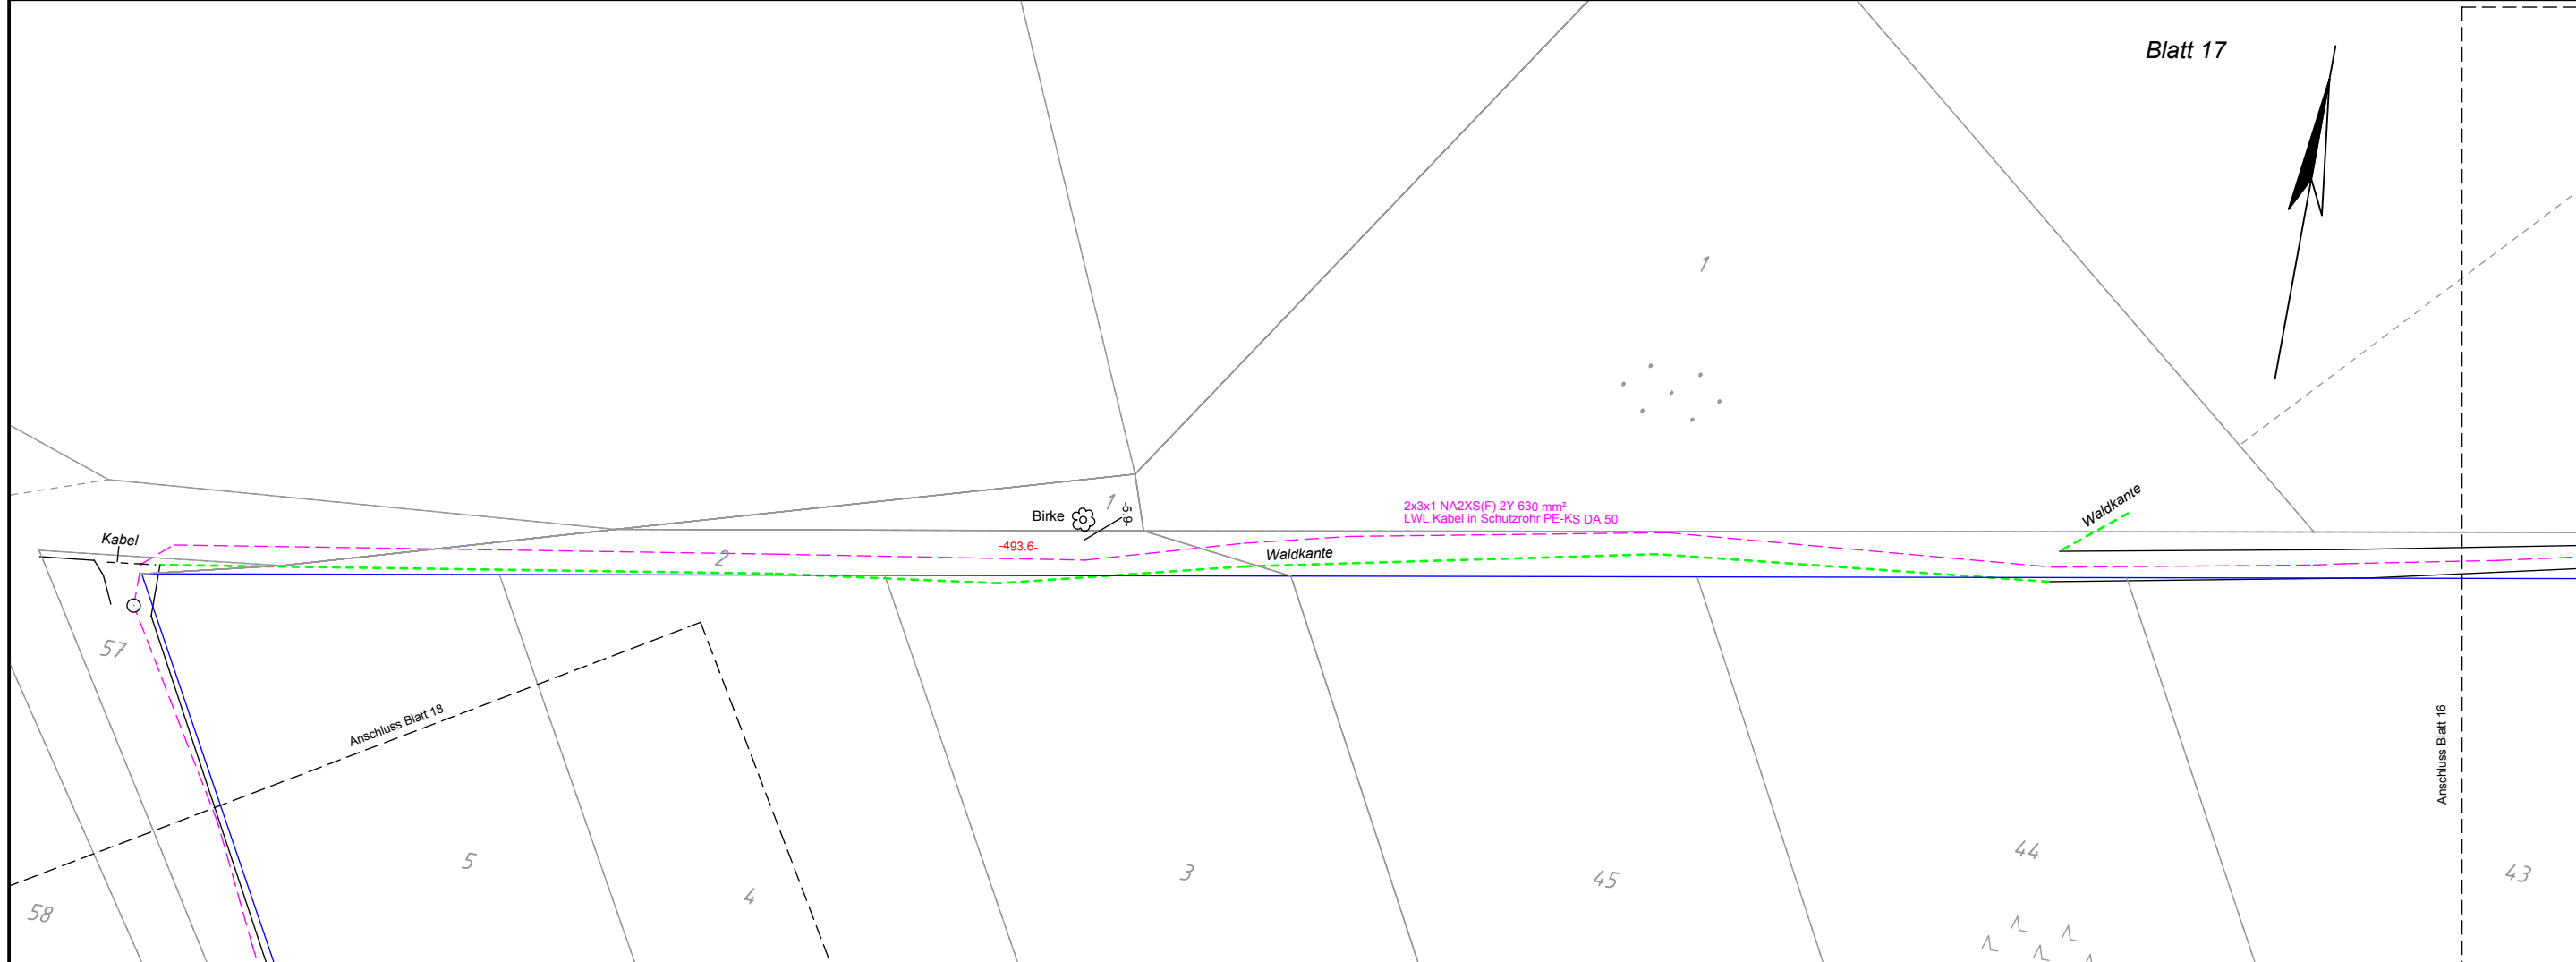 Blatt 17
1
2x3x1 NA2XS(F) 2Y 630 mm²
LWL Kabel in Schutzrohr PE-KS DA 50
Waldkante
1
-5.9-
Birke
Kabel
-493.6-
2
Waldkante
57
Anschluss Blatt 18
Anschluss Blatt 16
5
4
3
45
44
43
58